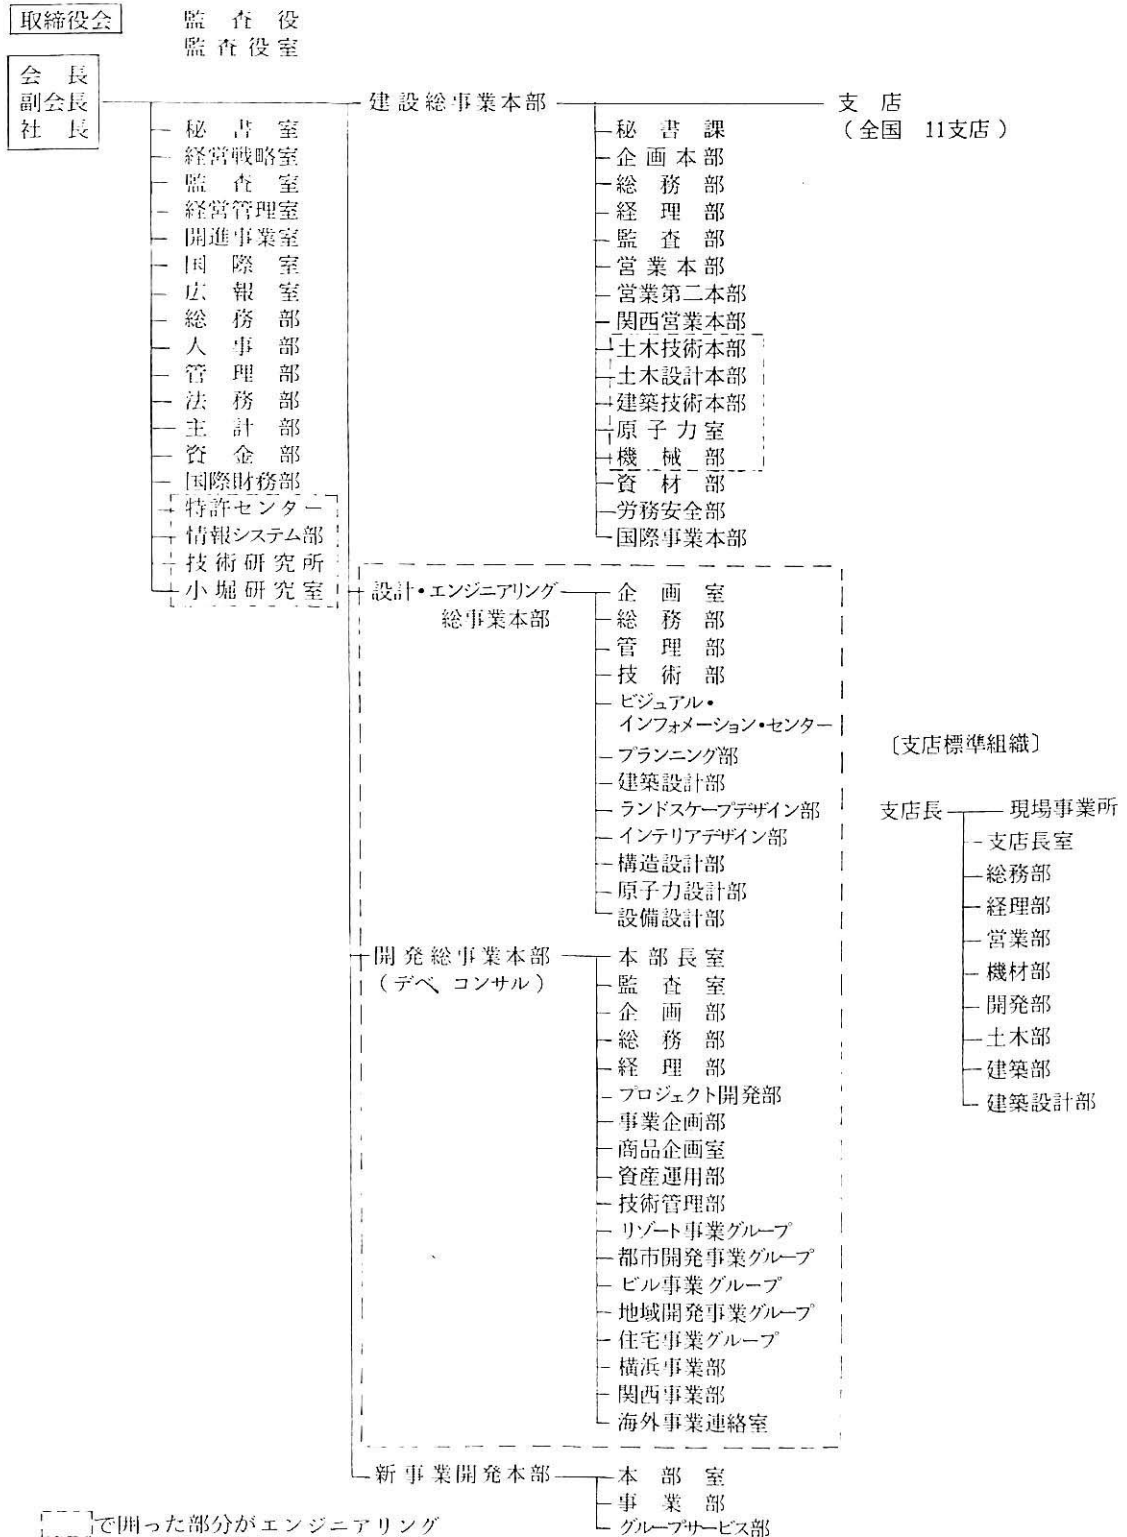 取締役会
監査役
監査役室
会長
副会長
社長
秘書室
経営戦略室
監査室
経営管理室
開進事業室
国際室
広報室
総務部
人事部
管理部
法務部
主計部
資金部
国際財務部
特許センター
情報システム部
技術研究所
小堀研究室
建設総事業本部
秘書課
企画本部
総務部
経理部
監査部
営業本部
営業第二本部
関西営業本部
土木技術本部
土木設計本部
建築技術本部
原子力室
機械部
資材部
労務安全部
国際事業本部
支店
（全国 11支店）
設計・エンジニアリング
総事業本部
企画室
総務部
管理部
技術部
ビジュアル・
インフォメーション・センター
プランニング部
建築設計部
ランドスケープデザイン部
インテリアデザイン部
構造設計部
原子力設計部
設備設計部
開発総事業本部
（デベ、コンサル）
本部長室
監査室
企画部
総務部
経理部
プロジェクト開発部
事業企画部
商品企画室
資産運用部
技術管理部
リゾート事業グループ
都市開発事業グループ
ビル事業グループ
地域開発事業グループ
住宅事業グループ
横浜事業部
関西事業部
海外事業連絡室
新事業開発本部
本部室
事業部
グループサービス部
〔支店標準組織〕
支店長
現場事業所
支店長室
総務部
経理部
営業部
機材部
開発部
土木部
建築部
建築設計部
で囲った部分がエンジニアリング